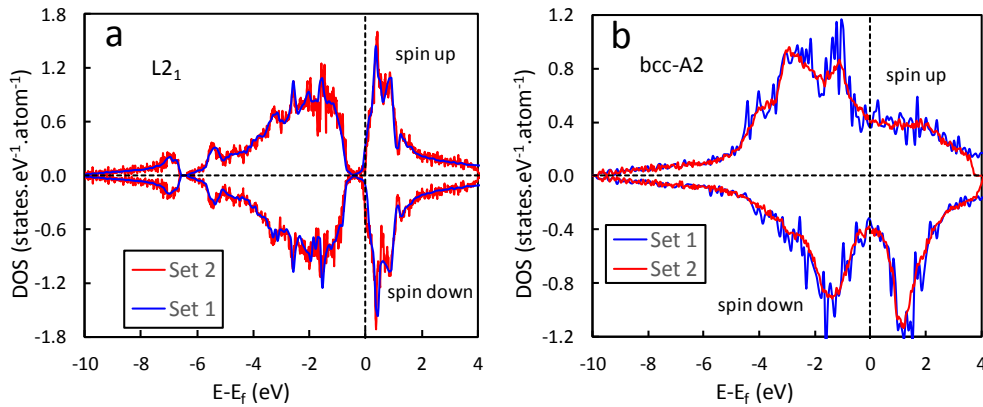 a
L2₁
spin up
DOS (states.eV⁻¹.atom⁻¹)
1.8
1.2
0.6
0.0
-0.6
-1.2
-1.8
Set 2
Set 1
spin down
-10 -8 -6 -4 -2 0 2 4
E-E_f (eV)
b
bcc-A2
spin up
DOS (states.eV⁻¹.atom⁻¹)
1.2
0.8
0.4
0.0
-0.4
-0.8
-1.2
Set 1
Set 2
spin down
-10 -8 -6 -4 -2 0 2 4
E-E_f (eV)